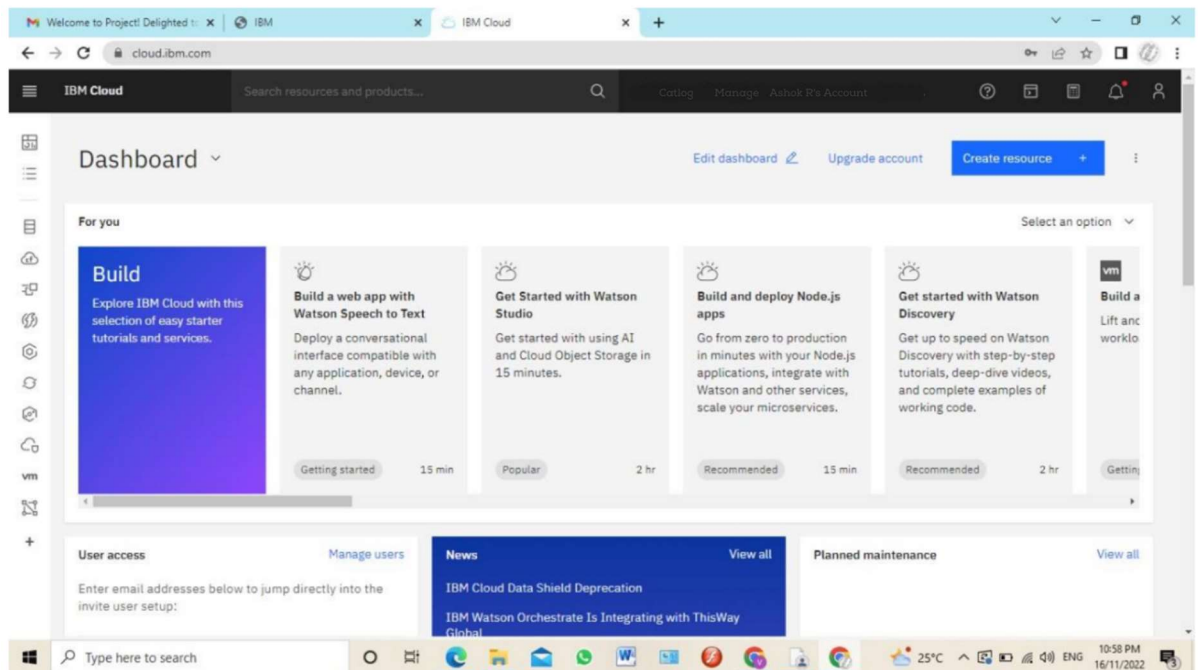 Welcome to Project! Delighted to
IBM
IBM Cloud
cloud.ibm.com
IBM Cloud
Search resources and products...
Catlog Manage Ashok R's Account
Dashboard
Edit dashboard
Upgrade account
Create resource +
For you
Select an option
Build
Explore IBM Cloud with this
selection of easy starter
tutorials and services.
Build a web app with
Watson Speech to Text
Deploy a conversational
interface compatible with
any application, device, or
channel.
Getting started 15 min
Get Started with Watson
Studio
Get started with using AI
and Cloud Object Storage in
15 minutes.
Popular 2 hr
Build and deploy Node.js
apps
Go from zero to production
in minutes with your Node.js
applications, integrate with
Watson and other services,
scale your microservices.
Recommended 15 min
Get started with Watson
Discovery
Get up to speed on Watson
Discovery with step-by-step
tutorials, deep-dive videos,
and complete examples of
working code.
Recommended 2 hr
vm
Build a
Lift and
worklo
Getting
vm
User access Manage users
Enter email addresses below to jump directly into the
invite user setup:
News View all
IBM Cloud Data Shield Deprecation
IBM Watson Orchestrate Is Integrating with ThisWay
Global
Planned maintenance View all
Type here to search
25°C
ENG
10:58 PM
16/11/2022
3